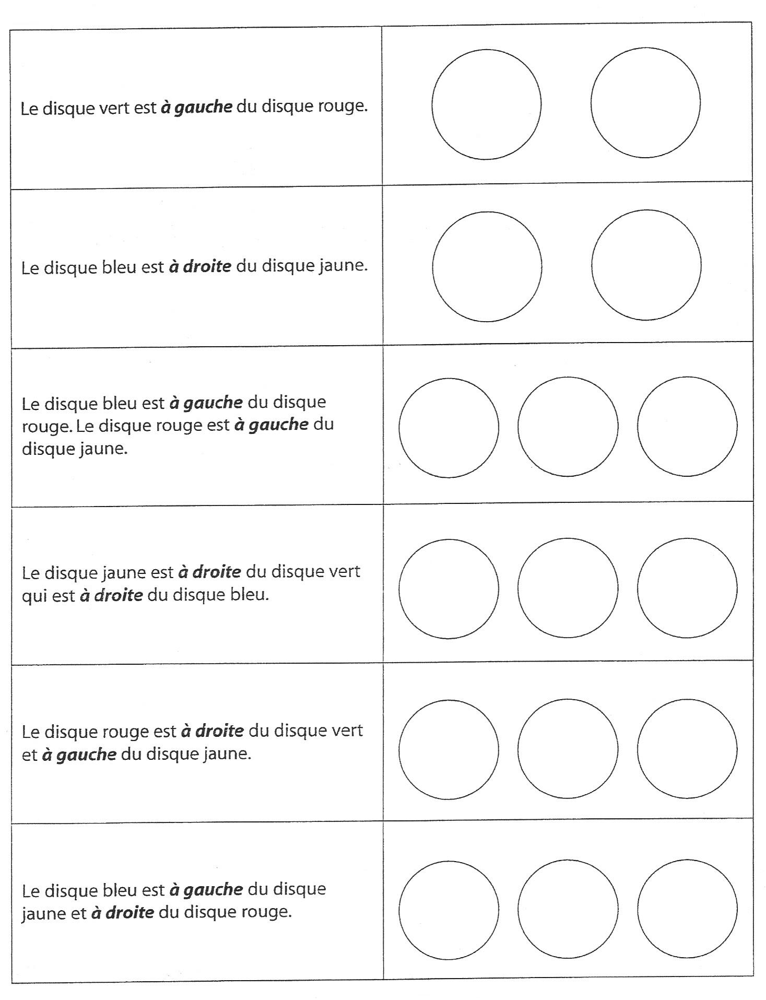 Le disque vert est à gauche du disque rouge.
Le disque bleu est à droite du disque jaune.
Le disque bleu est à gauche du disque
rouge. Le disque rouge est à gauche du
disque jaune.
Le disque jaune est à droite du disque vert
qui est à droite du disque bleu.
Le disque rouge est à droite du disque vert
et à gauche du disque jaune.
Le disque bleu est à gauche du disque
jaune et à droite du disque rouge.